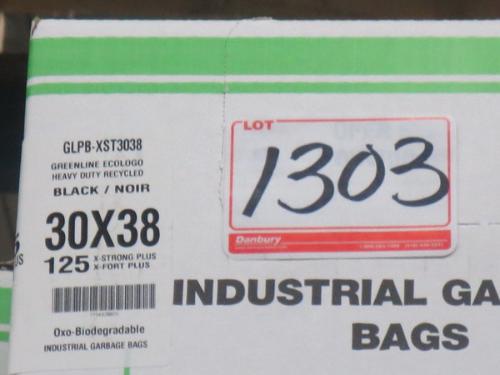 GLPB-XST3038
GREENLINE ECOLOGO
HEAVY DUTY RECYCLED
BLACK / NOIR
30X38
125 X-STRONG PLUS
X-FORT PLUS
Oxo-Biodegradable
INDUSTRIAL GARBAGE BAGS
LOT
1303
Danbury
INDUSTRIAL GA
BAGS